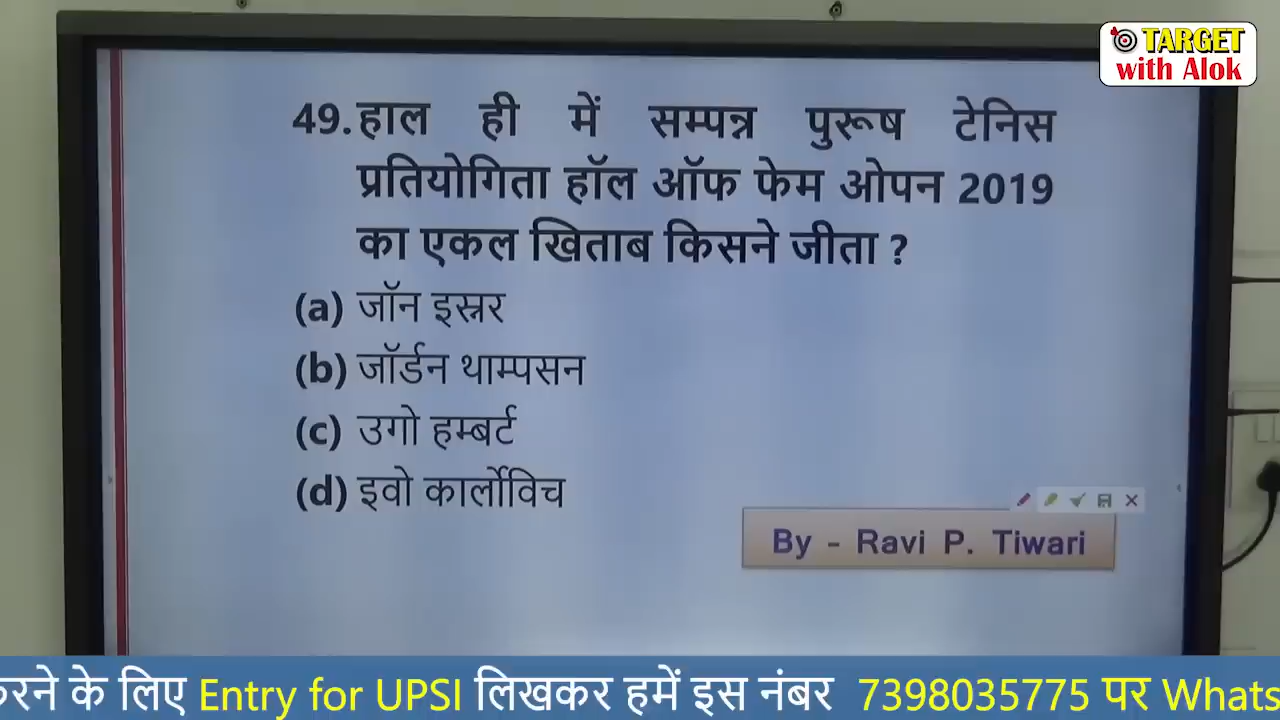 TARGET
with Alok
49. हाल ही में सम्पन्न पुरूष टेनिस
प्रतियोगिता हॉल ऑफ फेम ओपन 2019
का एकल खिताब किसने जीता ?
(a) जॉन इस्नर
(b) जॉर्डन थाम्पसन
(c) उगो हम्बर्ट
(d) इवो कार्लोविच
By - Ravi P. Tiwari
करने के लिए Entry for UPSI लिखकर हमें इस नंबर 7398035775 पर Whats